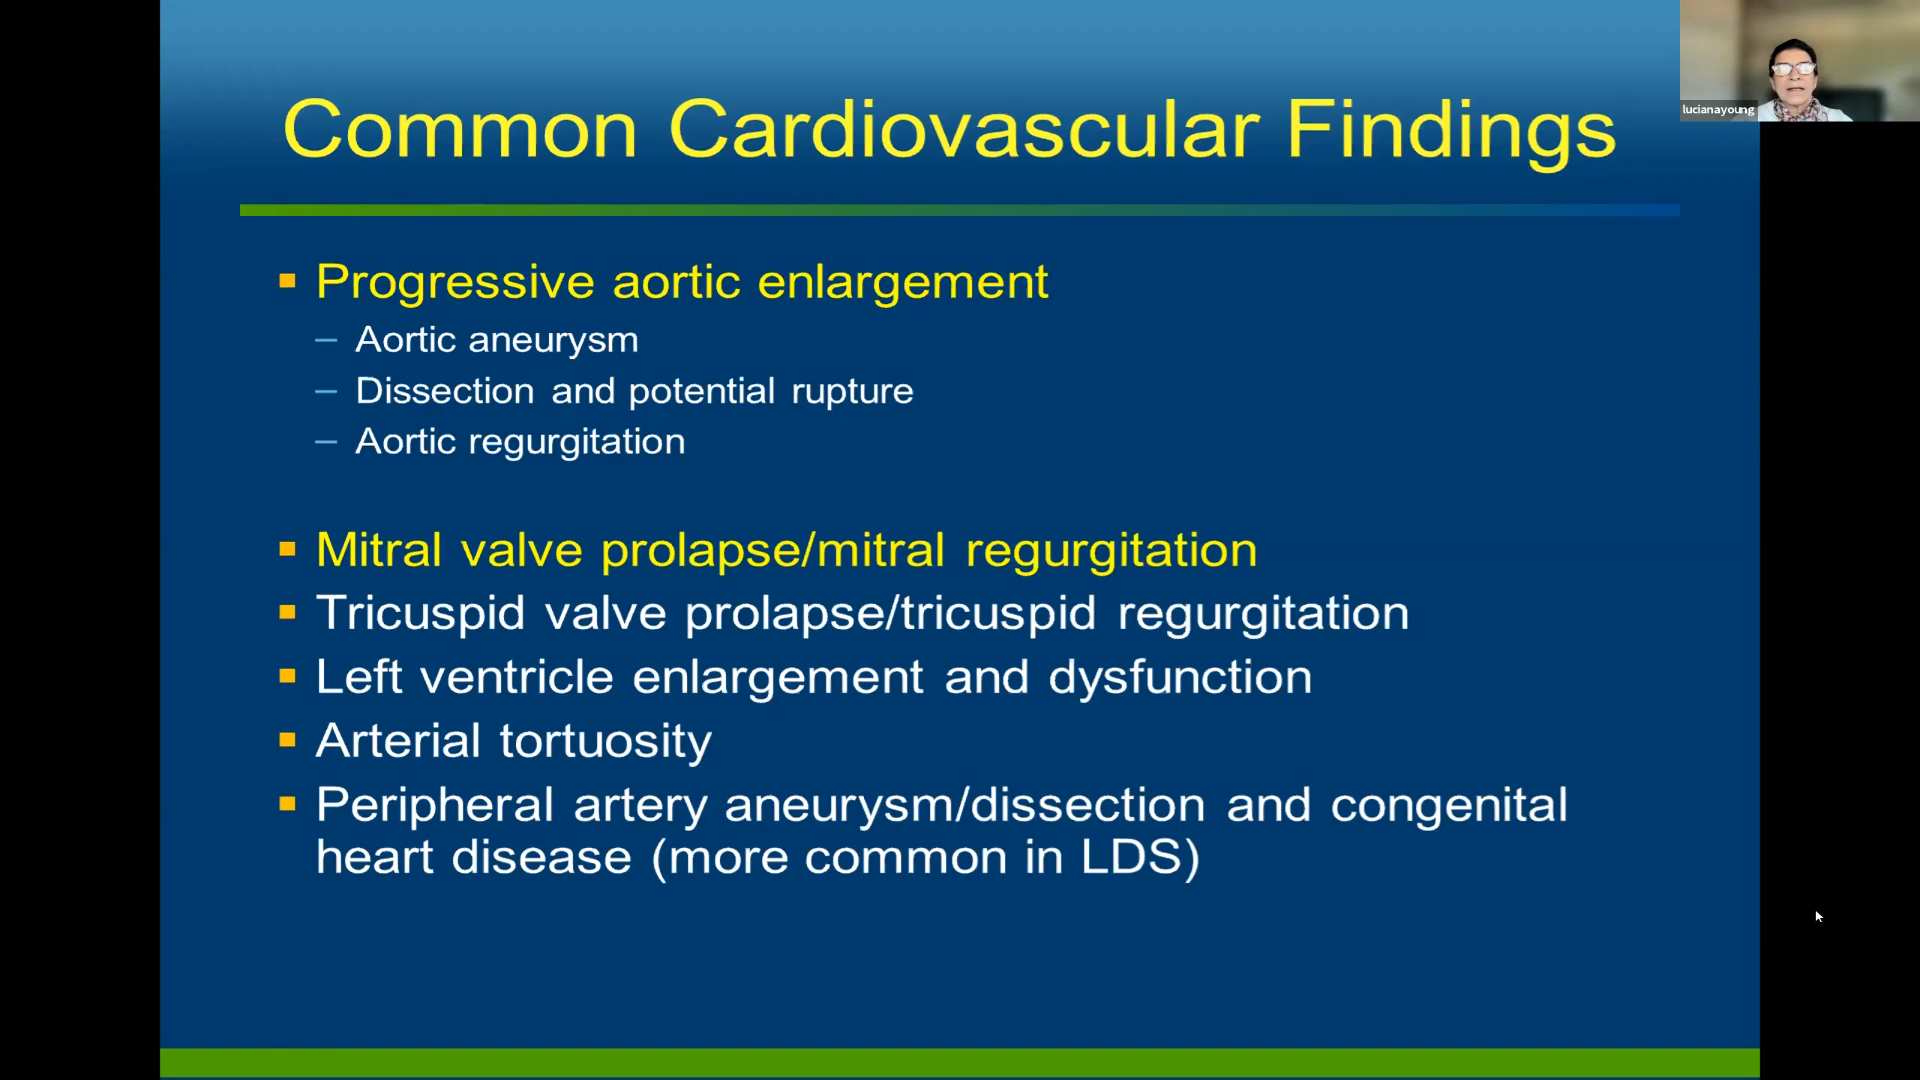 Common Cardiovascular Findings
lucianayoung
Progressive aortic enlargement
– Aortic aneurysm
– Dissection and potential rupture
– Aortic regurgitation
Mitral valve prolapse/mitral regurgitation
Tricuspid valve prolapse/tricuspid regurgitation
Left ventricle enlargement and dysfunction
Arterial tortuosity
Peripheral artery aneurysm/dissection and congenital
heart disease (more common in LDS)